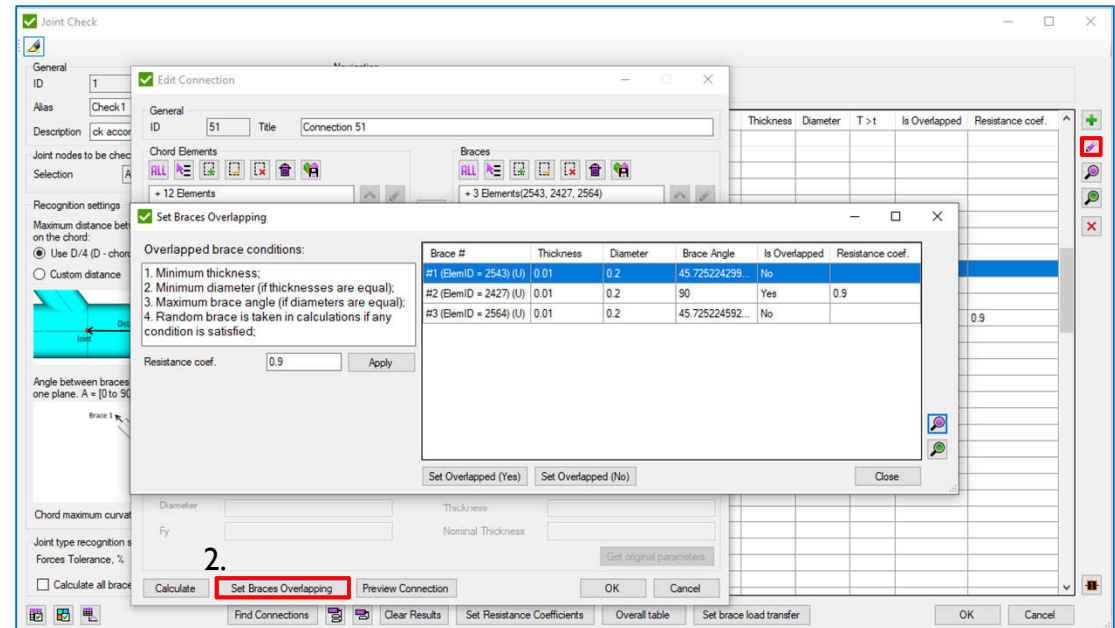 Joint Check
General
ID 1
Alias Check1
Description ck accor
Joint nodes to be chec
Selection A
Recognition settings
Maximum distance bet
on the chord:
Use D/4 (D - chor
Custom distance
Dist
Joint
Angle between braces
one plane. A = [0 to 90
Brace 1
Chord maximum curvat
Joint type recognition s
Forces Tolerance, %
Calculate all brace
Thickness Diameter T > t Is Overlapped Resistance coef.
0.9
Edit Connection
General
ID 51 Title Connection 51
Chord Elements
ALL
+ 12 Elements
Braces
ALL
+ 3 Elements(2543, 2427, 2564)
Set Braces Overlapping
Overlapped brace conditions:
1. Minimum thickness;
2. Minimum diameter (if thicknesses are equal);
3. Maximum brace angle (if diameters are equal);
4. Random brace is taken in calculations if any
condition is satisfied;
Resistance coef. 0.9 Apply
Brace # Thickness Diameter Brace Angle Is Overlapped Resistance coef.
#1 (ElemID = 2543) (U) 0.01 0.2 45.725224299... No
#2 (ElemID = 2427) (U) 0.01 0.2 90 Yes 0.9
#3 (ElemID = 2564) (U) 0.01 0.2 45.725224592... No
Set Overlapped (Yes) Set Overlapped (No) Close
Diameter Thickness
Fy Nominal Thickness
Get original parameters
2.
Calculate Set Braces Overlapping Preview Connection OK Cancel
Find Connections Clear Results Set Resistance Coefficients Overall table Set brace load transfer OK Cancel